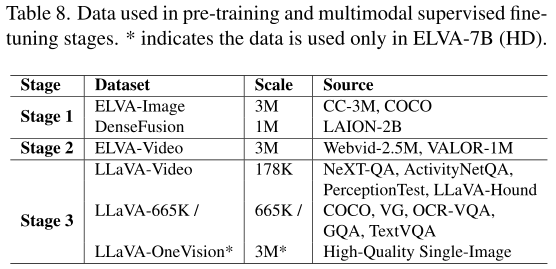 Table 8. Data used in pre-training and multimodal supervised fine-
tuning stages. * indicates the data is used only in ELVA-7B (HD).
Stage Dataset Scale Source
Stage 1 ELVA-Image 3M CC-3M, COCO
DenseFusion 1M LAION-2B
Stage 2 ELVA-Video 3M Webvid-2.5M, VALOR-1M
Stage 3 LLaVA-Video 178K NeXT-QA, ActivityNetQA,
PerceptionTest, LLaVA-Hound
LLaVA-665K / 665K / COCO, VG, OCR-VQA,
GQA, TextVQA
LLaVA-OneVision* 3M* High-Quality Single-Image